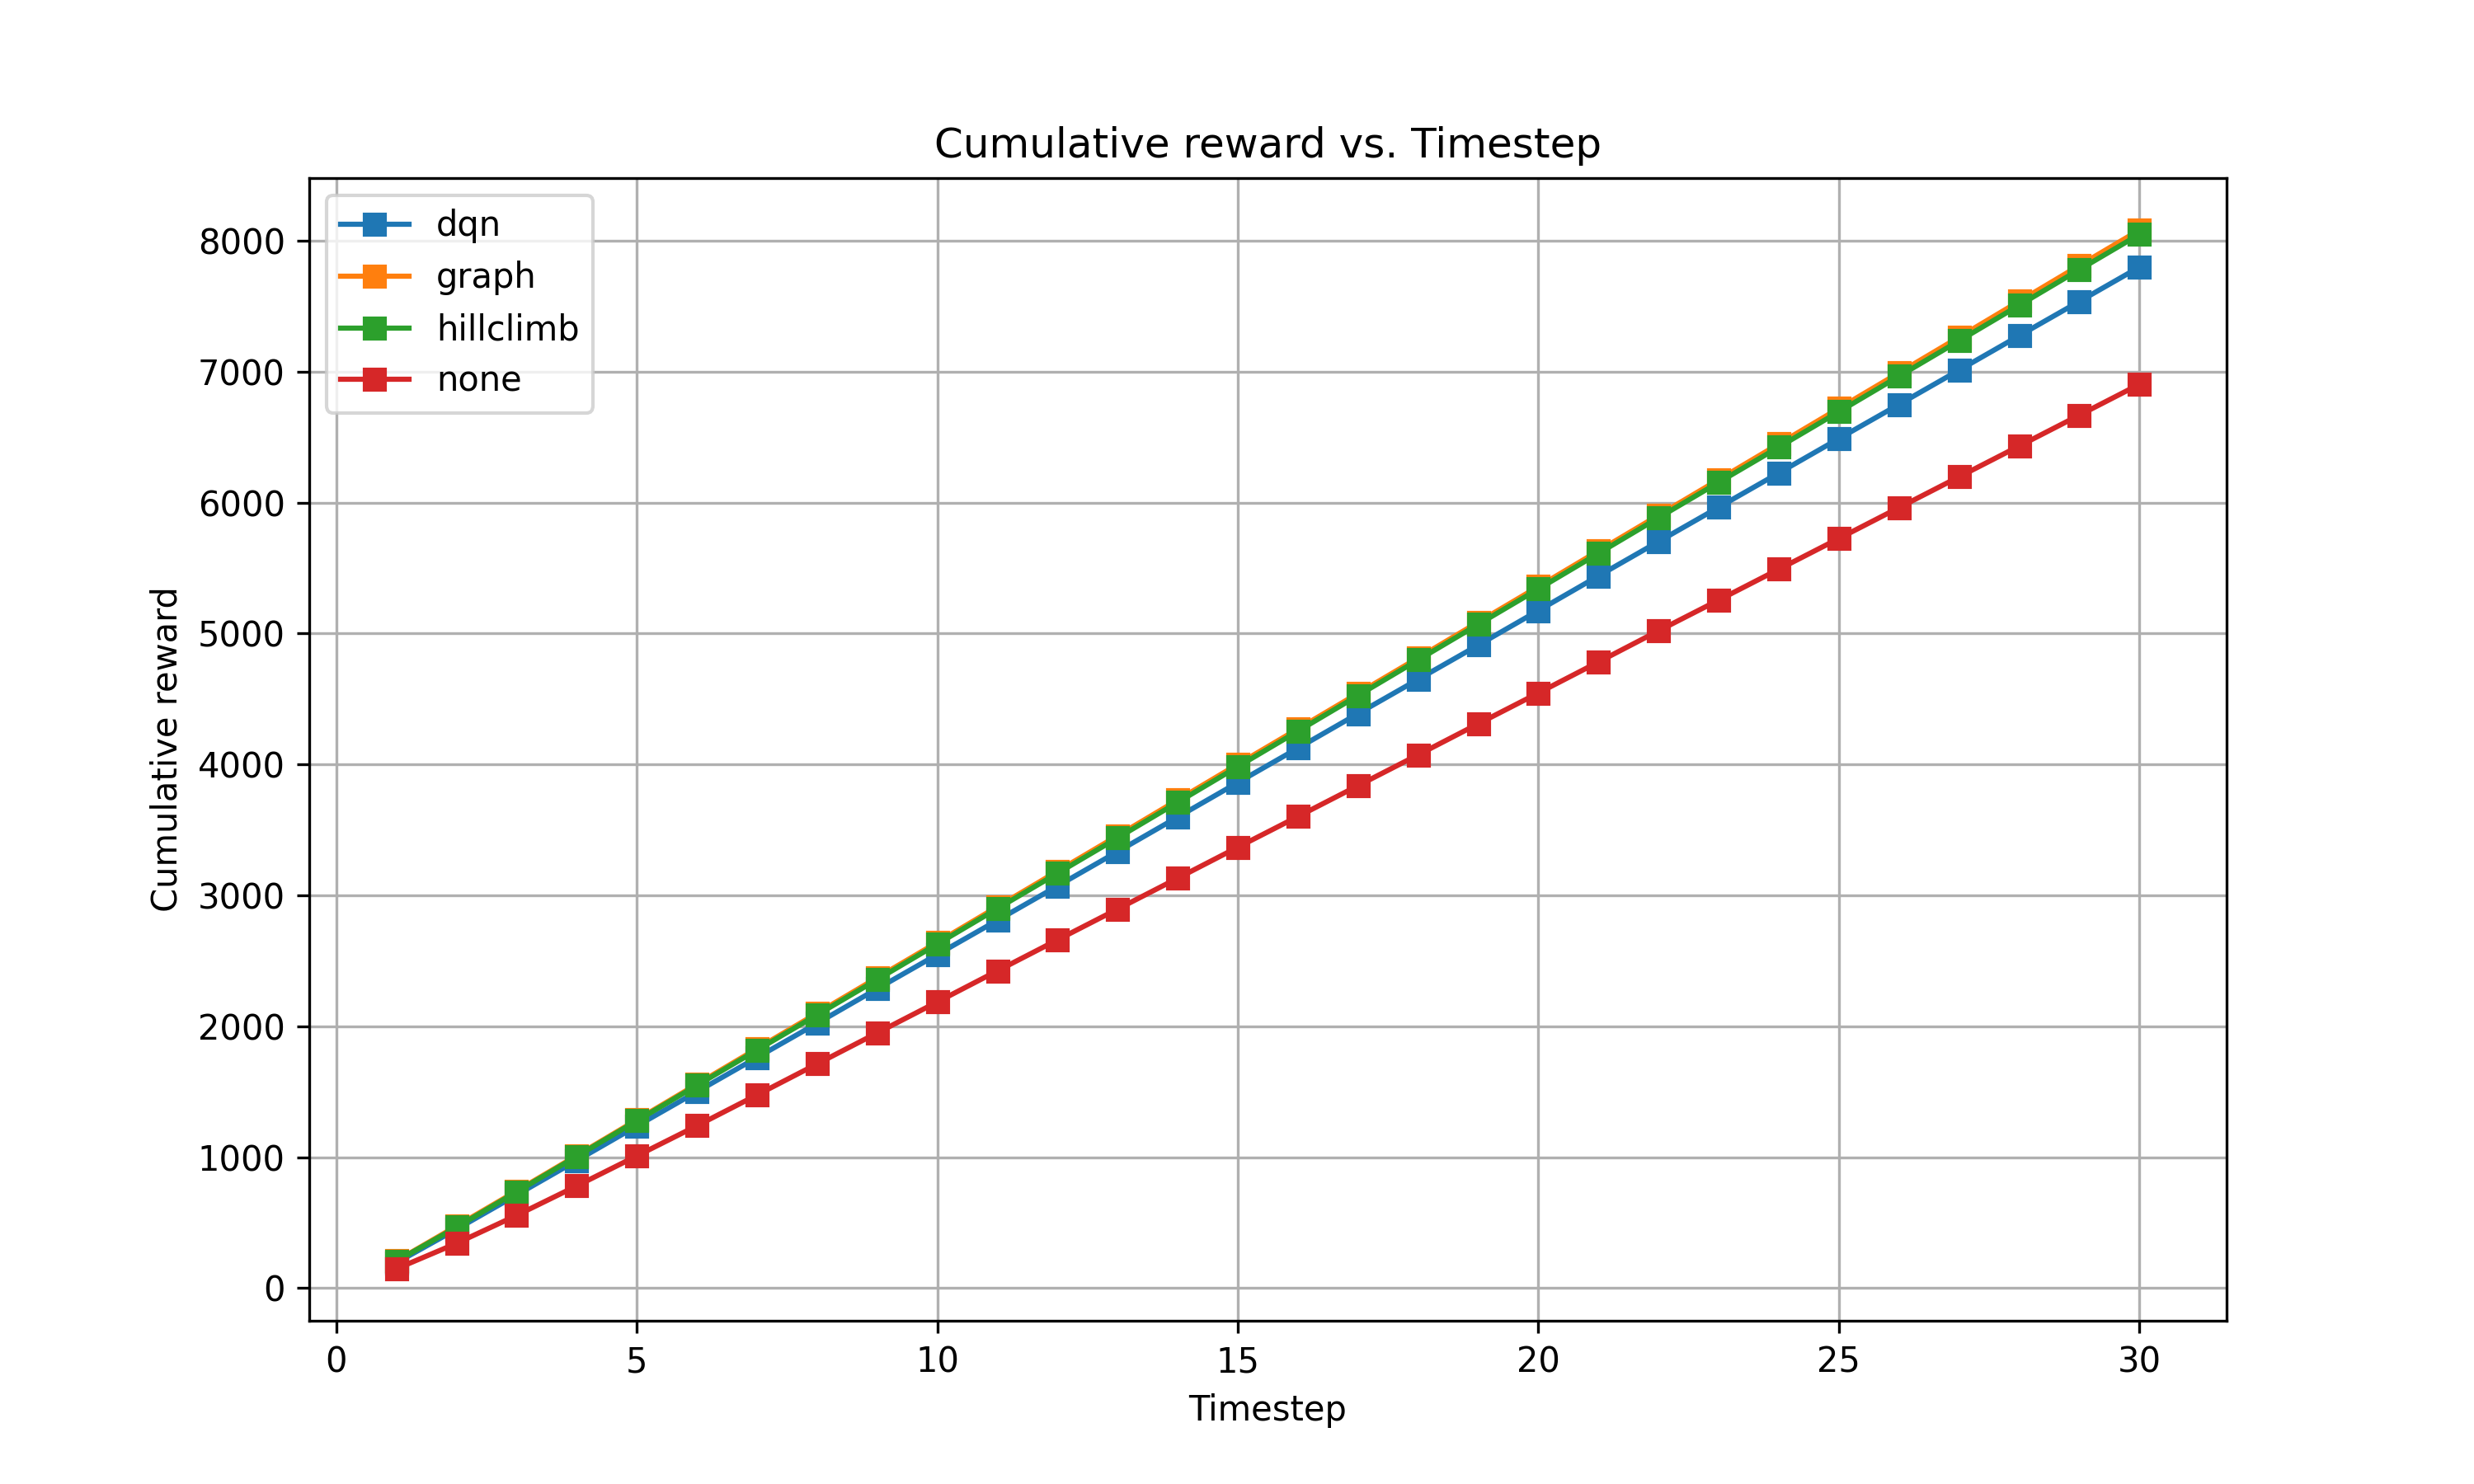 Cumulative reward vs. Timestep
dqn
graph
hillclimb
none
8000
7000
6000
5000
4000
3000
2000
1000
0
Cumulative reward
0 5 10 15 20 25 30
Timestep